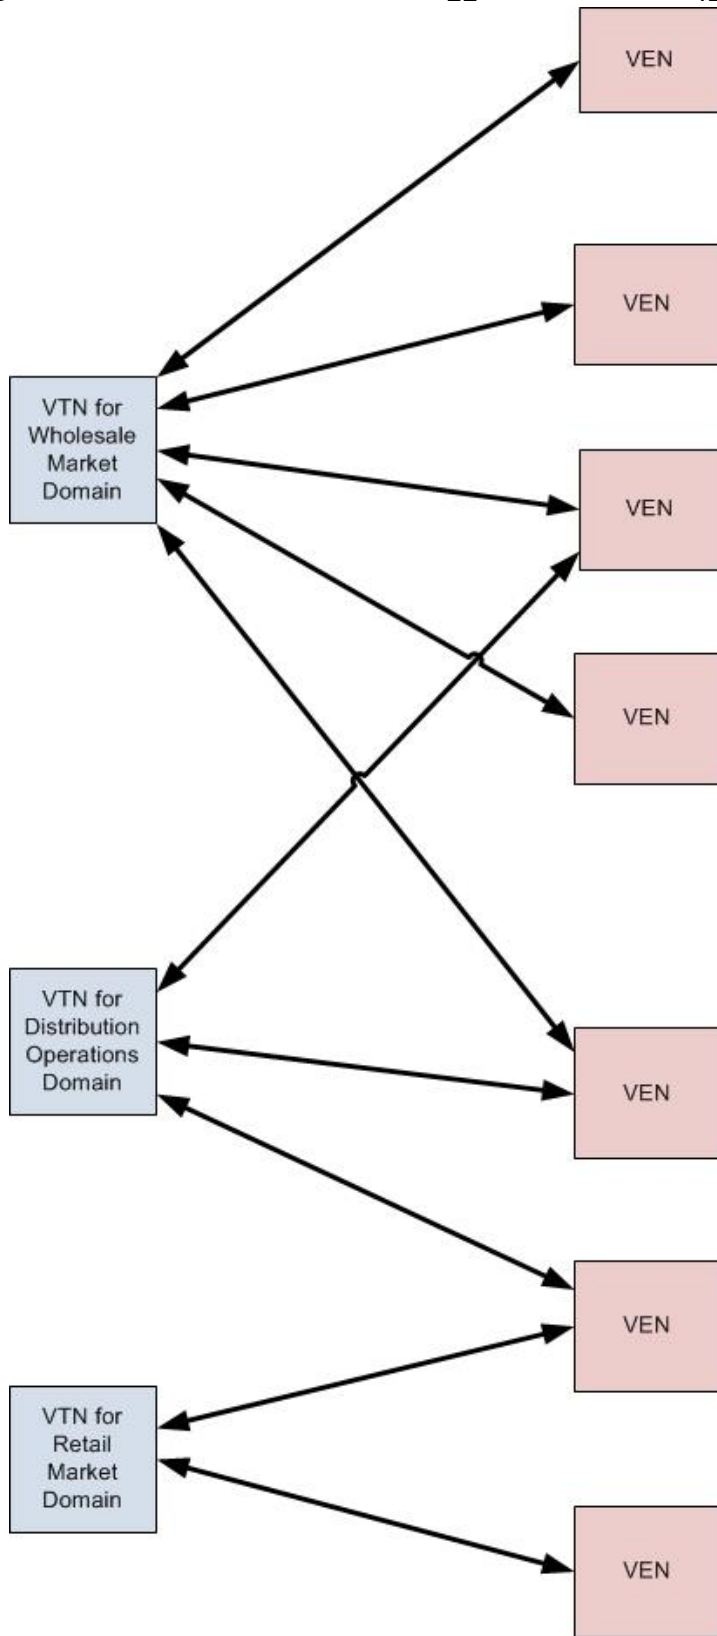 VEN
VEN
VTN for
Wholesale
Market
Domain
VEN
VEN
VTN for
Distribution
Operations
Domain
VEN
VEN
VTN for
Retail
Market
Domain
VEN